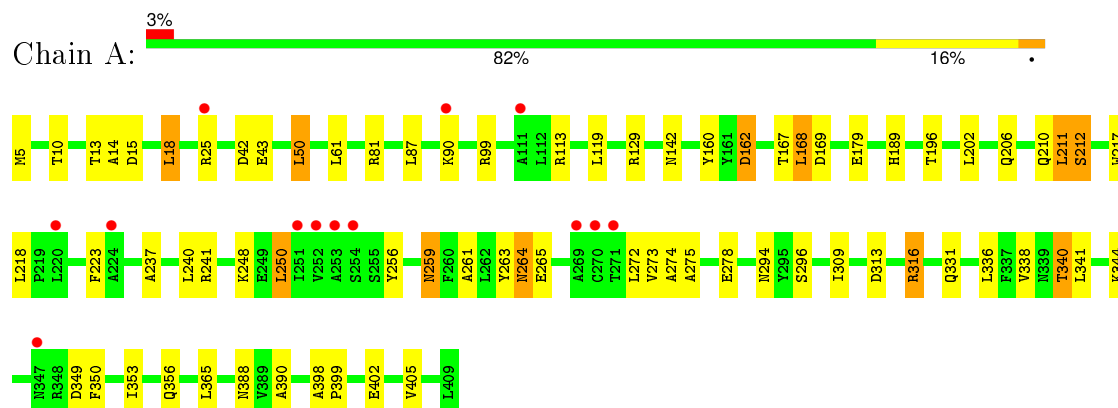 3%
Chain A:
82% 16% •
M5 T10 T13 A14 D15 L18 R25 D42 E43 L50 L61 R81 L87 K90 R99 A111 L112 R113 L119 R129 N142 Y160 Y161 D162 T167 L168 D169 E179 H189 T196 L202 Q206 Q210 L211 S212 W217
L218 P219 L220 F223 A224 A237 L240 R241 K248 E249 L250 I251 V252 A253 S254 S255 Y256 N259 F260 A261 L262 Y263 N264 E265 A269 C270 T271 L272 V273 A274 A275 E278 N294 Y295 S296 I309 D313 R316 Q331 L336 F337 V338 N339 T340 L341 K344
N347 R348 D349 F350 I353 Q356 L365 N388 V389 A390 A398 P399 E402 V405 L409